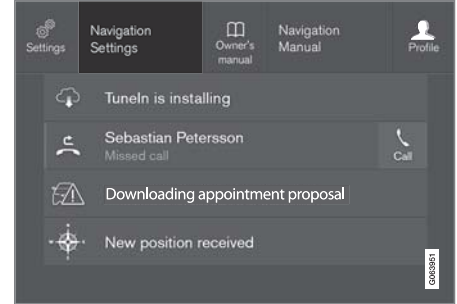 Settings
Navigation
Settings
Owner's
manual
Navigation
Manual
Profile
TuneIn is installing
Sebastian Petersson
Missed call
Call
Downloading appointment proposal
New position received
G063951